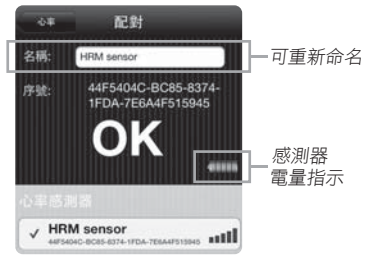 心率
配對
名稱:
HRM sensor
可重新命名
序號:
44F5404C-BC85-8374-
1FDA-7E6A4F515945
OK
感測器
電量指示
心率感測器
HRM sensor
44F5404C-BC85-8374-1FDA-7E6A4F515945